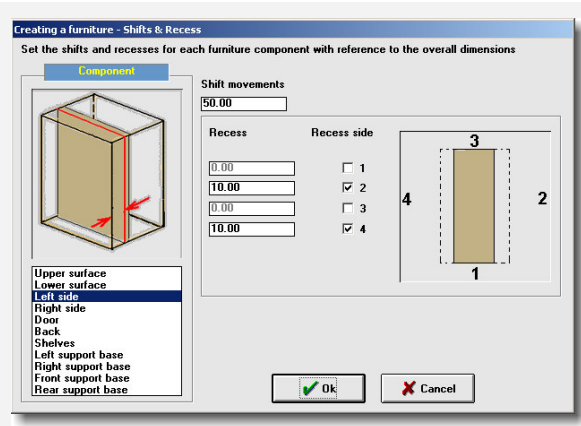 Creating a furniture - Shifts & Recess
Set the shifts and recesses for each furniture component with reference to the overall dimensions
Component
Shift movements
50.00
Recess Recess side
0.00 1
10.00 2
0.00 3
10.00 4
3
4 2
1
Upper surface
Lower surface
Left side
Right side
Door
Back
Shelves
Left support base
Right support base
Front support base
Rear support base
Ok Cancel